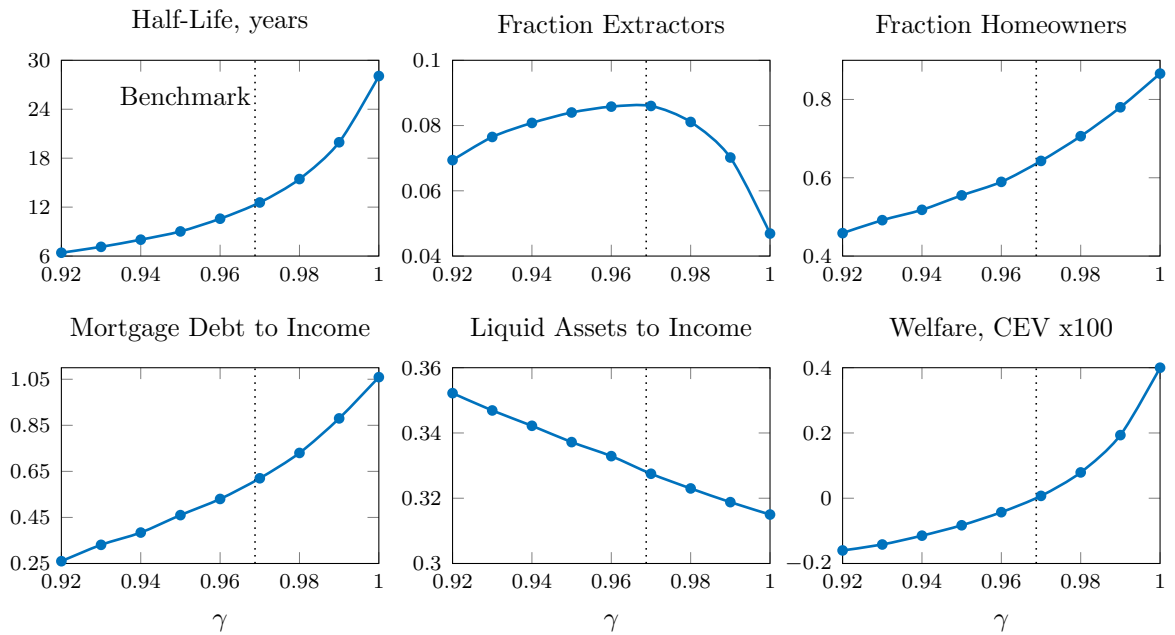 Half-Life, years
30
24
18
12
6
Benchmark
0.92 0.94 0.96 0.98 1
Fraction Extractors
0.1
0.08
0.06
0.04
0.92 0.94 0.96 0.98 1
Fraction Homeowners
0.8
0.6
0.4
0.92 0.94 0.96 0.98 1
Mortgage Debt to Income
1.05
0.85
0.65
0.45
0.25
0.92 0.94 0.96 0.98 1
γ
Liquid Assets to Income
0.36
0.34
0.32
0.3
0.92 0.94 0.96 0.98 1
γ
Welfare, CEV x100
0.4
0.2
0
−0.2
0.92 0.94 0.96 0.98 1
γ